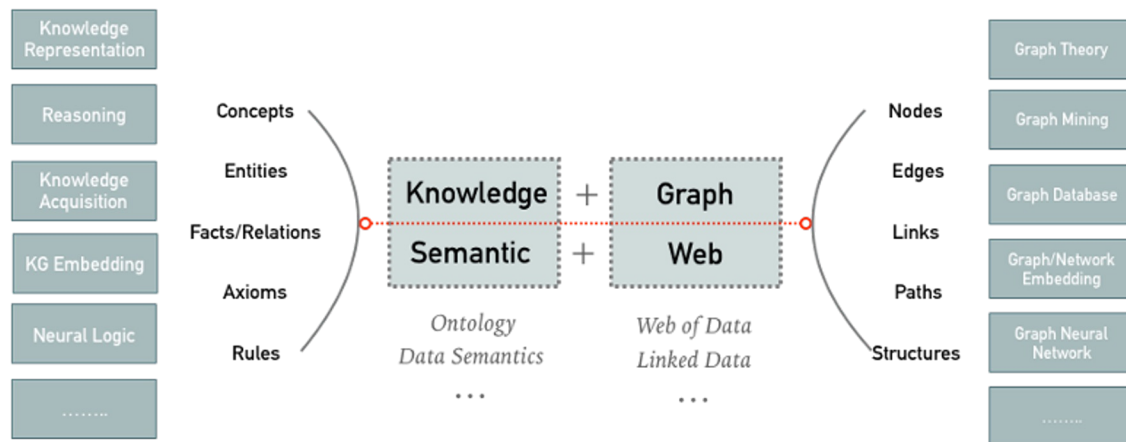 Knowledge
Representation
Reasoning
Knowledge
Acquisition
KG Embedding
Neural Logic
........
Concepts
Entities
Facts/Relations
Axioms
Rules
Knowledge + Graph
Semantic + Web
Ontology
Data Semantics
...
Web of Data
Linked Data
...
Nodes
Edges
Links
Paths
Structures
Graph Theory
Graph Mining
Graph Database
Graph/Network
Embedding
Graph Neural
Network
........